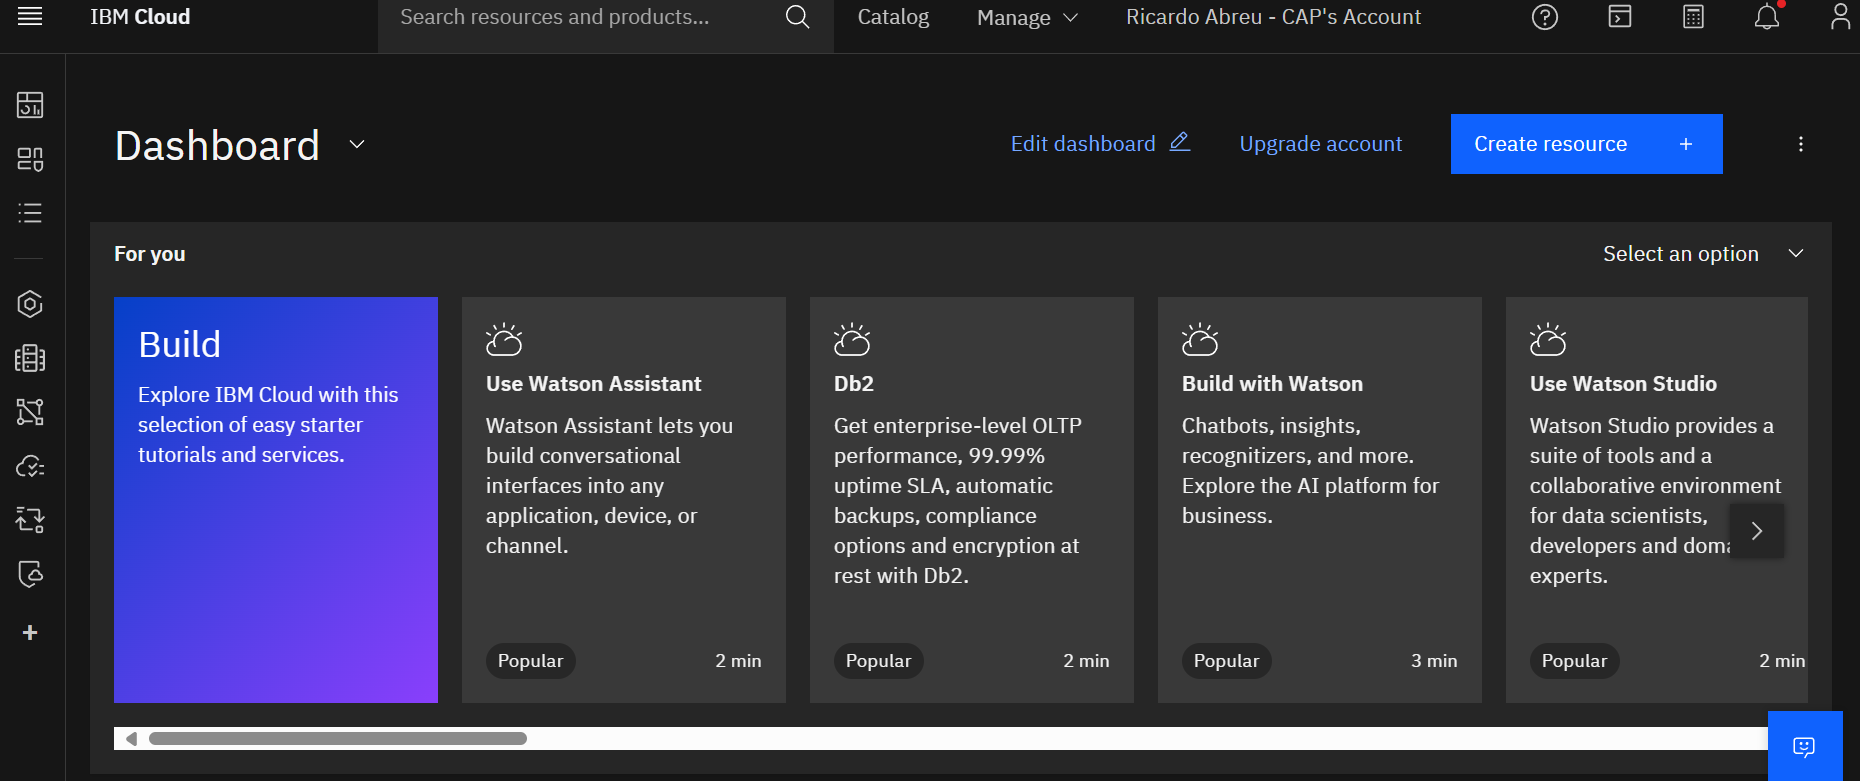 IBM Cloud
Search resources and products...
Catalog
Manage
Ricardo Abreu - CAP's Account
Dashboard
Edit dashboard
Upgrade account
Create resource
For you
Select an option
Build
Explore IBM Cloud with this
selection of easy starter
tutorials and services.
Use Watson Assistant
Watson Assistant lets you
build conversational
interfaces into any
application, device, or
channel.
Popular
2 min
Db2
Get enterprise-level OLTP
performance, 99.99%
uptime SLA, automatic
backups, compliance
options and encryption at
rest with Db2.
Popular
2 min
Build with Watson
Chatbots, insights,
recognitizers, and more.
Explore the AI platform for
business.
Popular
3 min
Use Watson Studio
Watson Studio provides a
suite of tools and a
collaborative environment
for data scientists,
developers and doma
experts.
Popular
2 min